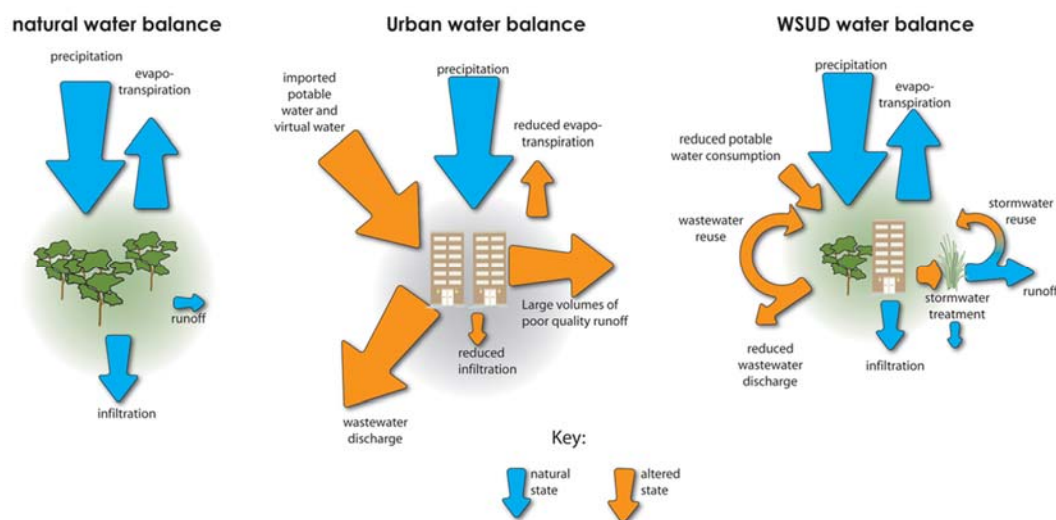 natural water balance
precipitation
evapo-
transpiration
runoff
infiltration
Urban water balance
precipitation
imported
potable
water and
virtual water
reduced evapo-
transpiration
Large volumes of
poor quality runoff
reduced
infiltration
wastewater
discharge
WSUD water balance
precipitation
evapo-
transpiration
reduced potable
water consumption
wastewater
reuse
stormwater
reuse
runoff
stormwater
treatment
infiltration
reduced
wastewater
discharge
Key:
natural
state
altered
state